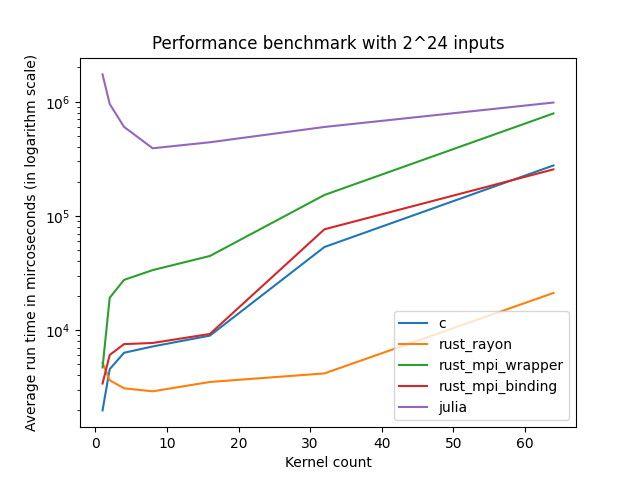 Performance benchmark with 2^24 inputs
Average run time in mircoseconds (in logarithm scale)
10^6
10^5
10^4
0 10 20 30 40 50 60
Kernel count
c
rust_rayon
rust_mpi_wrapper
rust_mpi_binding
julia